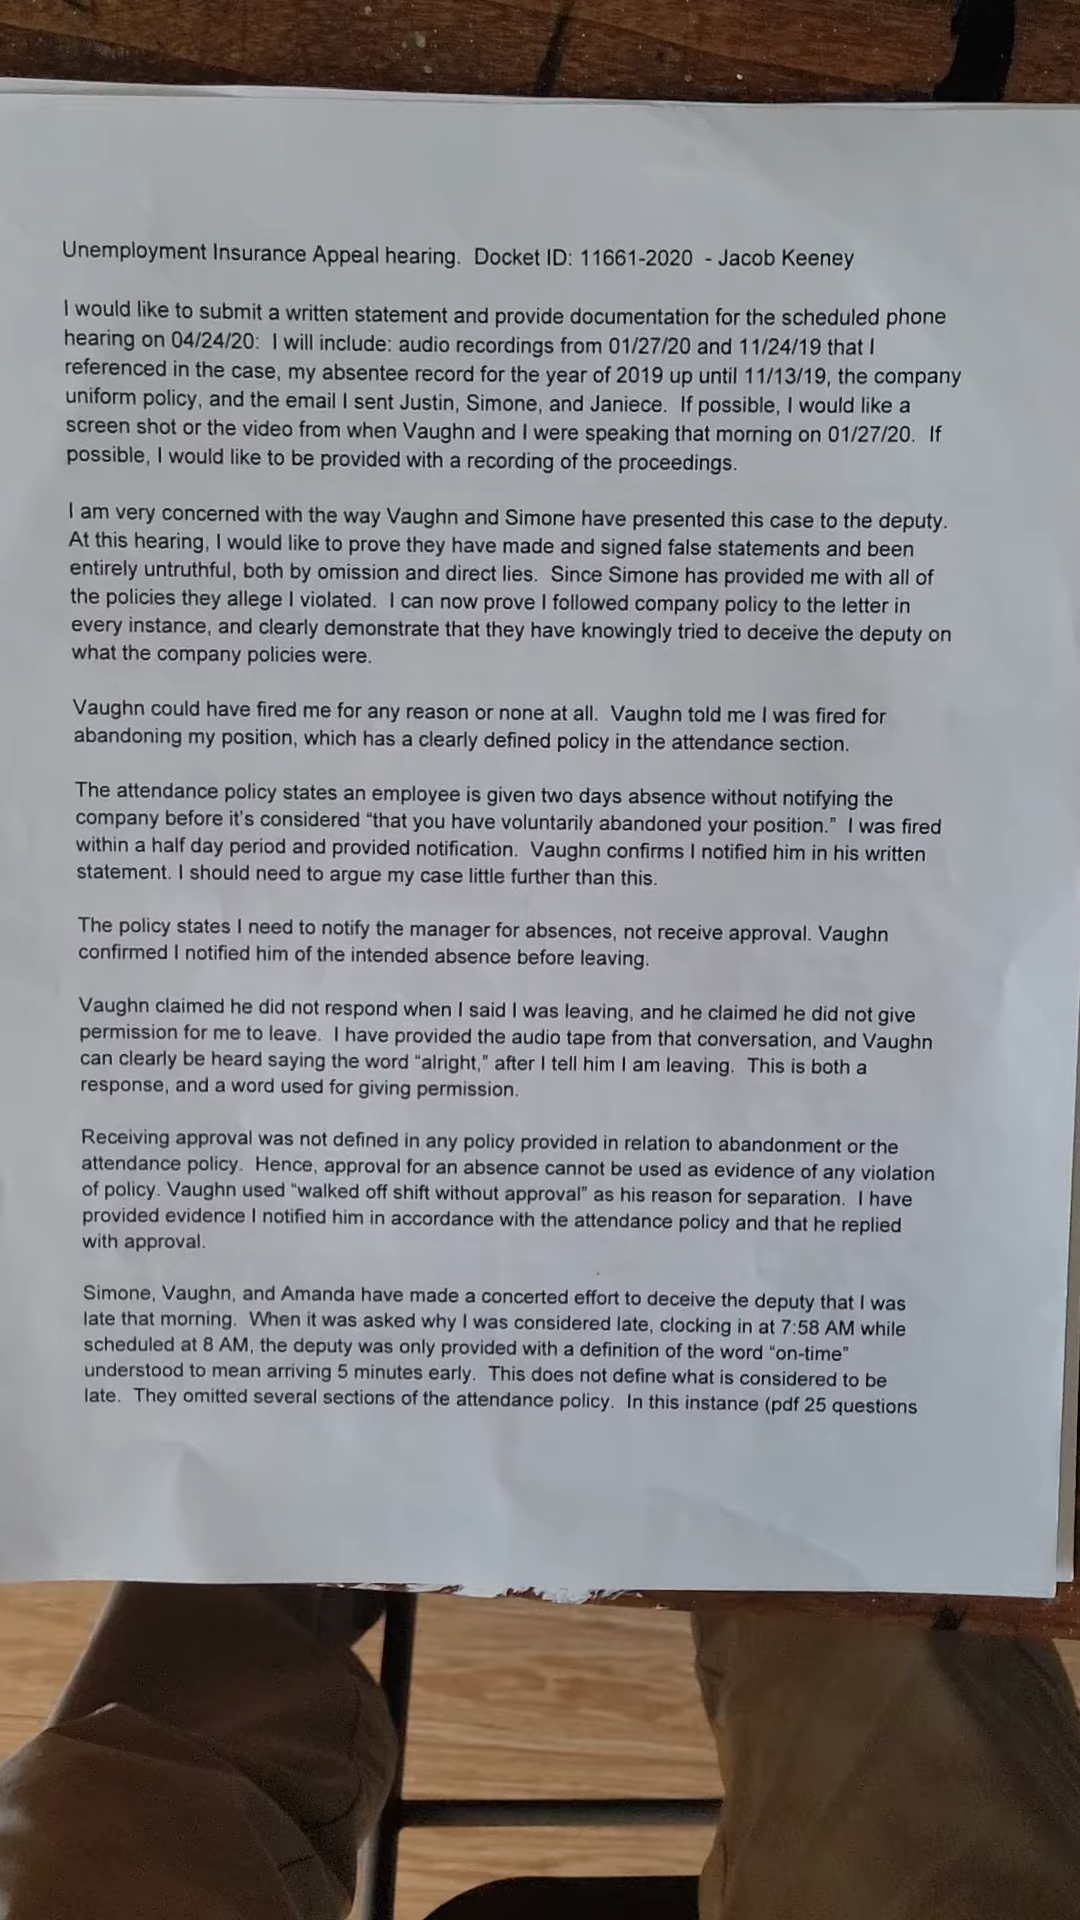 Unemployment Insurance Appeal hearing.  Docket ID: 11661-2020  - Jacob Keeney
I would like to submit a written statement and provide documentation for the scheduled phone
hearing on 04/24/20:  I will include: audio recordings from 01/27/20 and 11/24/19 that I
referenced in the case, my absentee record for the year of 2019 up until 11/13/19, the company
uniform policy, and the email I sent Justin, Simone, and Janiece.  If possible, I would like a
screen shot or the video from when Vaughn and I were speaking that morning on 01/27/20.  If
possible, I would like to be provided with a recording of the proceedings.
I am very concerned with the way Vaughn and Simone have presented this case to the deputy.
At this hearing, I would like to prove they have made and signed false statements and been
entirely untruthful, both by omission and direct lies.  Since Simone has provided me with all of
the policies they allege I violated.  I can now prove I followed company policy to the letter in
every instance, and clearly demonstrate that they have knowingly tried to deceive the deputy on
what the company policies were.
Vaughn could have fired me for any reason or none at all.  Vaughn told me I was fired for
abandoning my position, which has a clearly defined policy in the attendance section.
The attendance policy states an employee is given two days absence without notifying the
company before it's considered “that you have voluntarily abandoned your position.”  I was fired
within a half day period and provided notification.  Vaughn confirms I notified him in his written
statement. I should need to argue my case little further than this.
The policy states I need to notify the manager for absences, not receive approval. Vaughn
confirmed I notified him of the intended absence before leaving.
Vaughn claimed he did not respond when I said I was leaving, and he claimed he did not give
permission for me to leave.  I have provided the audio tape from that conversation, and Vaughn
can clearly be heard saying the word “alright,” after I tell him I am leaving.  This is both a
response, and a word used for giving permission.
Receiving approval was not defined in any policy provided in relation to abandonment or the
attendance policy.  Hence, approval for an absence cannot be used as evidence of any violation
of policy. Vaughn used “walked off shift without approval” as his reason for separation.  I have
provided evidence I notified him in accordance with the attendance policy and that he replied
with approval.
Simone, Vaughn, and Amanda have made a concerted effort to deceive the deputy that I was
late that morning.  When it was asked why I was considered late, clocking in at 7:58 AM while
scheduled at 8 AM, the deputy was only provided with a definition of the word “on-time”
understood to mean arriving 5 minutes early.  This does not define what is considered to be
late.  They omitted several sections of the attendance policy.  In this instance (pdf 25 questions